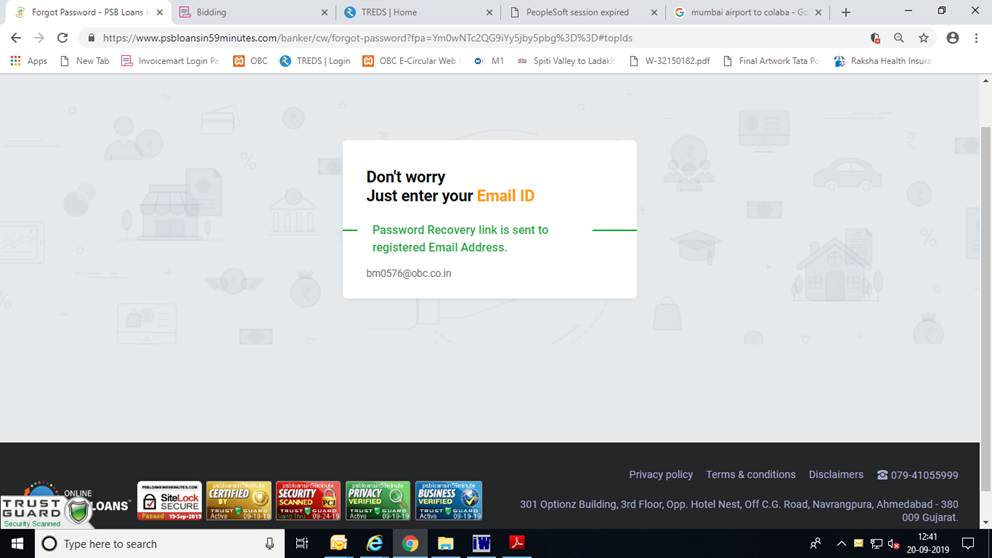 Forgot Password - PSB Loans i
Bidding
TREDS | Home
PeopleSoft session expired
mumbai airport to colaba - Go
https://www.psbloansin59minutes.com/banker/cw/forgot-password?fpa=Ym0wNTc2QG9iYy5jby5pbg%3D%3D#topIds
Apps
New Tab
Invoicemart Login Pa
OBC
TREDS | Login
OBC E-Circular Web
M1
Spiti Valley to Ladakh
W-32150182.pdf
Final Artwork Tata Po
Raksha Health Insura
Don't worry
Just enter your Email ID
Password Recovery link is sent to
registered Email Address.
bm0576@obc.co.in
Privacy policy
Terms & conditions
Disclaimers
079-41055999
301 Optionz Building, 3rd Floor, Opp. Hotel Nest, Off C.G. Road, Navrangpura, Ahmedabad - 380
009 Gujarat.
ONLINE
LOANS
TRUST
GUARD
Security Scanned
PSBLOANSIN59MINUTES.COM
SiteLock
SECURE
Passed 19-Sep-2019
psbloansin59minute
CERTIFIED
BY
TRUST GUARD
Active 09-19-19
psbloansin59minute
SECURITY
SCANNED
PCI
TRUST GUARD
09-24-19
psbloansin59minute
PRIVACY
VERIFIED
TRUST GUARD
Active 09-19-19
psbloansin59minute
BUSINESS
VERIFIED
TRUST GUARD
Active 09-19-19
Type here to search
12:41
20-09-2019